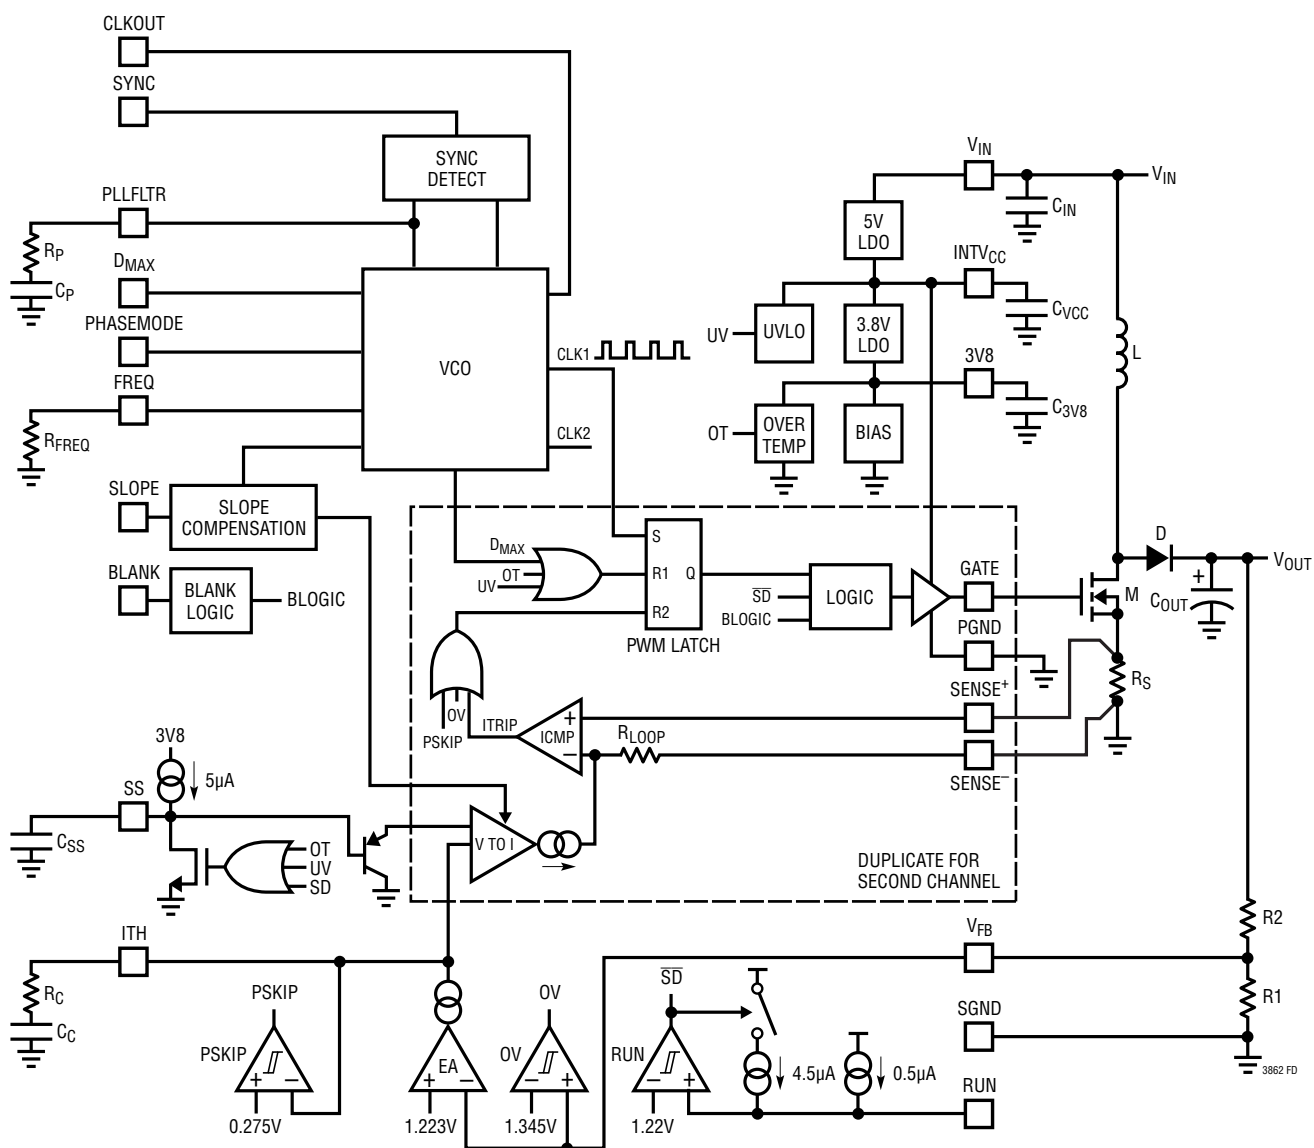 CLKOUT
SYNC
SYNC
DETECT
PLLFLTR
RP
CP
DMAX
PHASEMODE
FREQ
RFREQ
VCO
CLK1
CLK2
VIN
VIN
CIN
5V
LDO
INTVCC
CVCC
UV
UVLO
3.8V
LDO
3V8
C3V8
OT
OVER
TEMP
BIAS
L
SLOPE
SLOPE
COMPENSATION
BLANK
BLANK
LOGIC
BLOGIC
DMAX
OT
UV
S
R1
Q
R2
PWM LATCH
SD
BLOGIC
LOGIC
GATE
PGND
M
D
VOUT
+
COUT
RS
SENSE+
SENSE–
OV
PSKIP
ITRIP
ICMP
+
–
RLOOP
3V8
5µA
SS
CSS
OT
UV
SD
V TO I
DUPLICATE FOR
SECOND CHANNEL
ITH
RC
CC
PSKIP
PSKIP
+
–
0.275V
EA
+
–
1.223V
OV
OV
–
+
1.345V
SD
RUN
–
+
1.22V
4.5µA
0.5µA
VFB
SGND
RUN
R2
R1
3862 FD